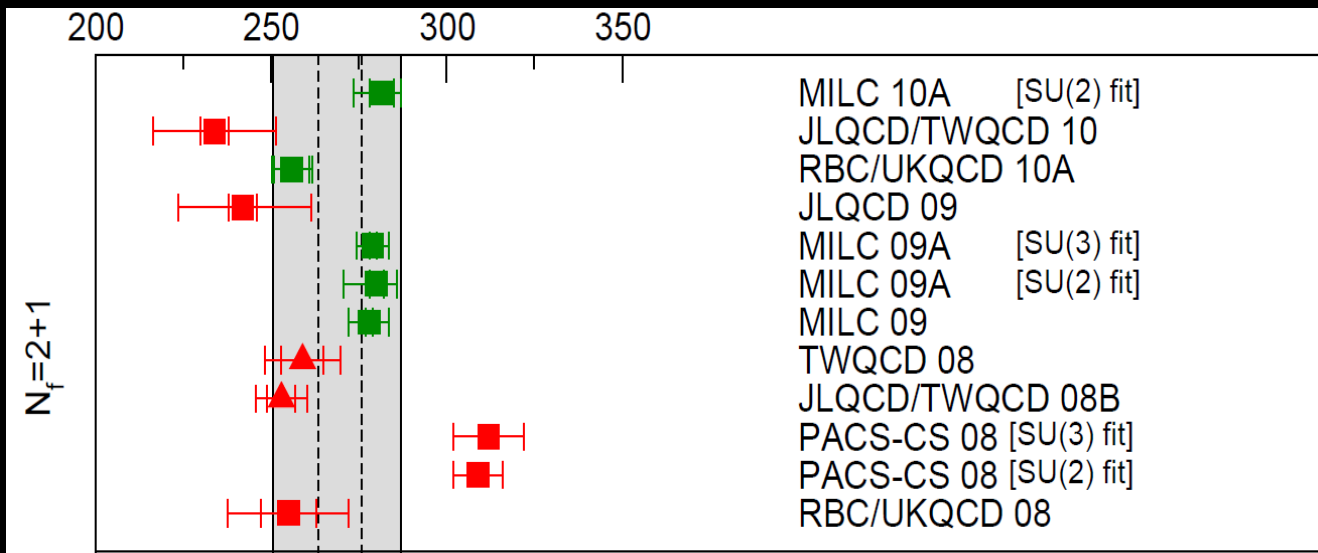 200 250 300 350
MILC 10A [SU(2) fit]
JLQCD/TWQCD 10
RBC/UKQCD 10A
JLQCD 09
MILC 09A [SU(3) fit]
MILC 09A [SU(2) fit]
MILC 09
TWQCD 08
JLQCD/TWQCD 08B
PACS-CS 08 [SU(3) fit]
PACS-CS 08 [SU(2) fit]
RBC/UKQCD 08
N_f=2+1